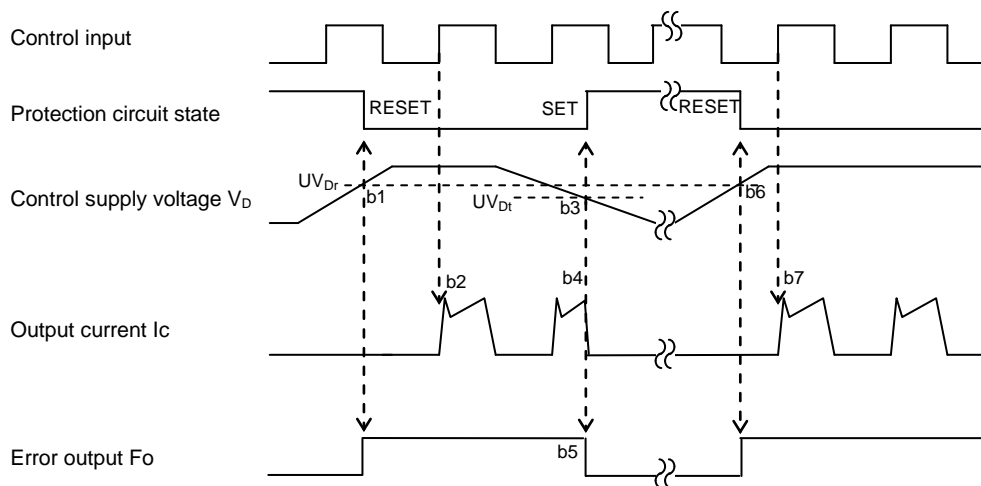 Control input
Protection circuit state
RESET
SET
RESET
Control supply voltage VD
UVDr
b1
UVDt
b3
b6
b2
b4
b7
Output current Ic
Error output Fo
b5